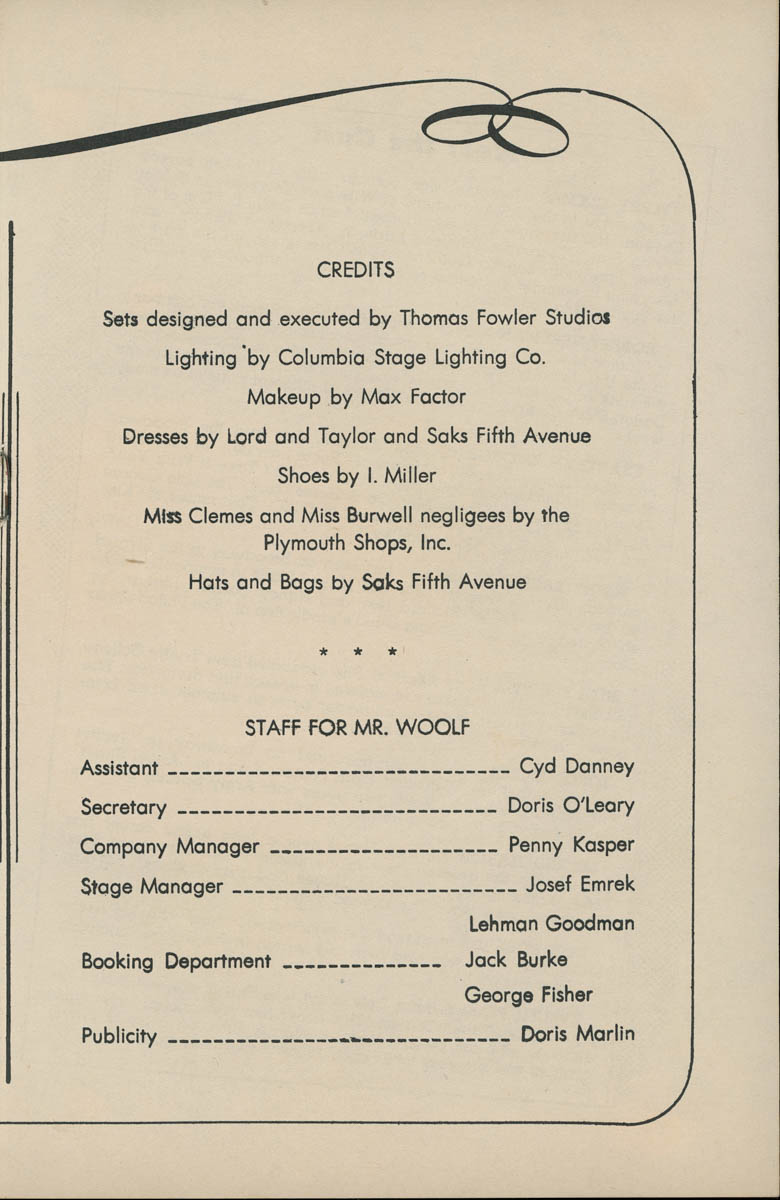 CREDITS
Sets designed and executed by Thomas Fowler Studios
Lighting by Columbia Stage Lighting Co.
Makeup by Max Factor
Dresses by Lord and Taylor and Saks Fifth Avenue
Shoes by I. Miller
Miss Clemes and Miss Burwell negligees by the
Plymouth Shops, Inc.
Hats and Bags by Saks Fifth Avenue
* * *
STAFF FOR MR. WOOLF
Assistant ------------------------------ Cyd Danney
Secretary ---------------------------- Doris O'Leary
Company Manager -------------------- Penny Kasper
Stage Manager ------------------------- Josef Emrek
Lehman Goodman
Booking Department -------------- Jack Burke
George Fisher
Publicity ------------------------------ Doris Marlin